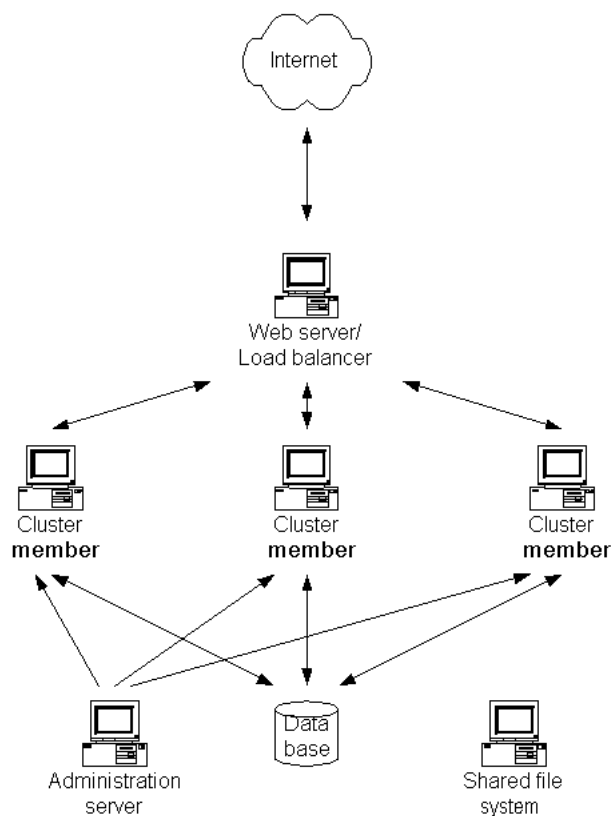 Internet
Web server/
Load balancer
Cluster
member
Cluster
member
Cluster
member
Administration
server
Data
base
Shared file
system